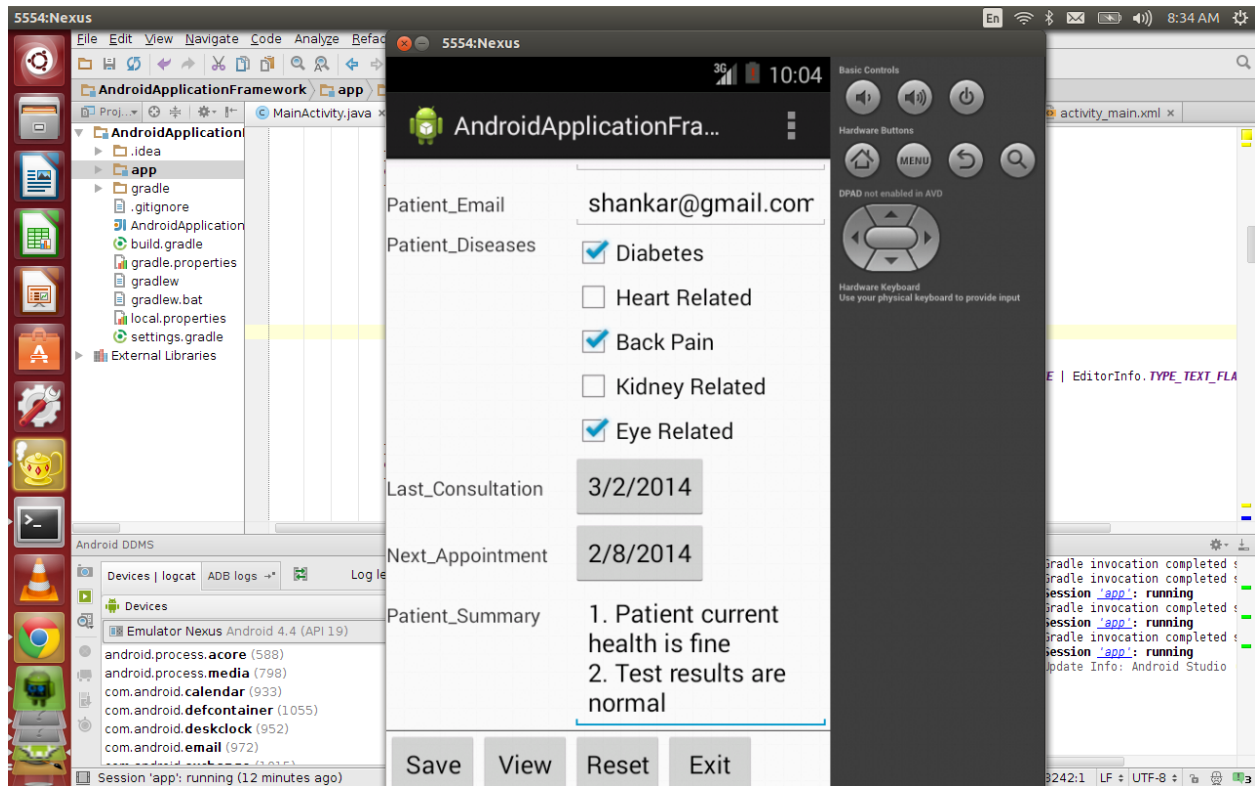 5554:Nexus
En
8:34 AM
File Edit View Navigate Code Analyze Refac
5554:Nexus
AndroidApplicationFramework app
Proj...
MainActivity.java
activity_main.xml
AndroidApplication
.idea
app
gradle
.gitignore
AndroidApplication
build.gradle
gradle.properties
gradlew
gradlew.bat
local.properties
settings.gradle
External Libraries
3G
10:04
AndroidApplicationFra...
Patient_Email
shankar@gmail.com
Patient_Diseases
Diabetes
Heart Related
Back Pain
Kidney Related
Eye Related
Last_Consultation
3/2/2014
Next_Appointment
2/8/2014
Patient_Summary
1. Patient current
health is fine
2. Test results are
normal
Save View Reset Exit
Basic Controls
Hardware Buttons
MENU
DPAD not enabled in AVD
Hardware Keyboard
Use your physical keyboard to provide input
E | EditorInfo.TYPE_TEXT_FLA
Android DDMS
Devices | logcat ADB logs Log le
Devices
Emulator Nexus Android 4.4 (API 19)
android.process.acore (588)
android.process.media (798)
com.android.calendar (933)
com.android.defcontainer (1055)
com.android.deskclock (952)
com.android.email (972)
Gradle invocation completed s
Gradle invocation completed s
Session 'app': running
Gradle invocation completed s
Session 'app': running
Gradle invocation completed s
Session 'app': running
Update Info: Android Studio
Session 'app': running (12 minutes ago)
3242:1 LF UTF-8
3